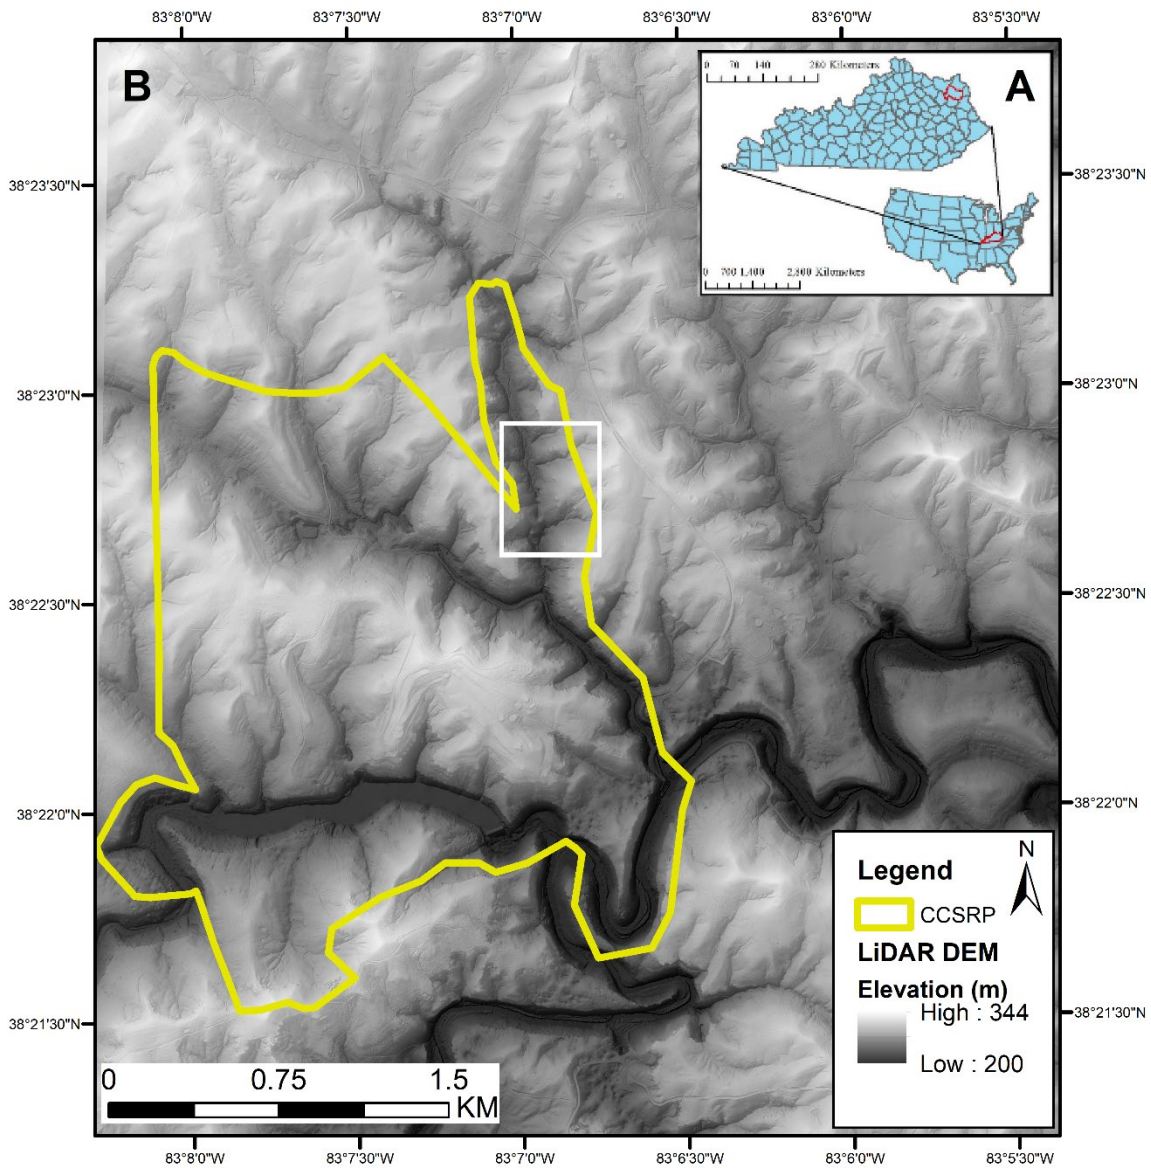 83°8'0"W 83°7'30"W 83°7'0"W 83°6'30"W 83°6'0"W 83°5'30"W
B
A
0 70 140 280 Kilometers
0 700 1,400 2,800 Kilometers
38°23'30"N
38°23'30"N
38°23'0"N
38°23'0"N
38°22'30"N
38°22'30"N
38°22'0"N
38°22'0"N
38°21'30"N
38°21'30"N
Legend
N
CCSRP
LiDAR DEM
Elevation (m)
High : 344
Low : 200
0 0.75 1.5
KM
83°8'0"W 83°7'30"W 83°7'0"W 83°6'30"W 83°6'0"W 83°5'30"W